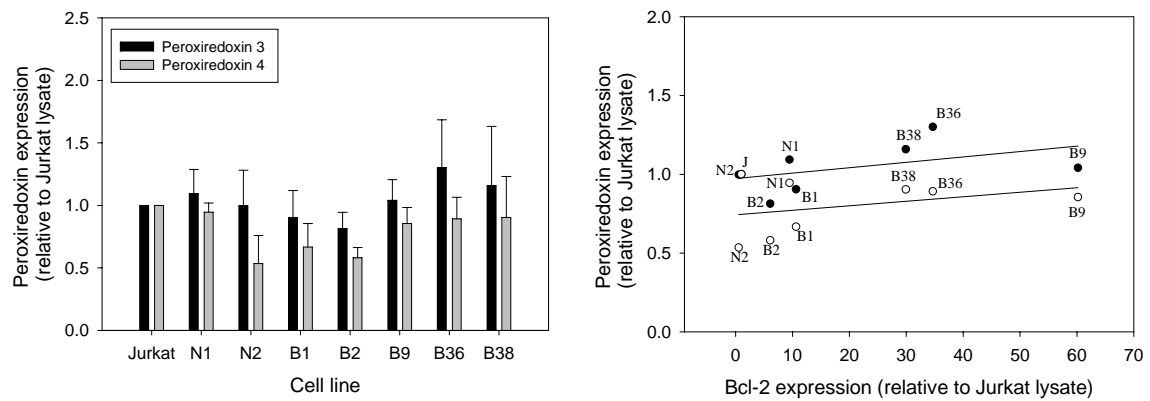 Peroxiredoxin expression
(relative to Jurkat lysate)
2.5
2.0
1.5
1.0
0.5
0.0
Peroxiredoxin 3
Peroxiredoxin 4
Jurkat N1 N2 B1 B2 B9 B36 B38
Cell line
Peroxiredoxin expression
(relative to Jurkat lysate)
2.0
1.5
1.0
0.5
0.0
B36
B38
N1
B9
J
N2
N1
B38
B36
B2
B1
B9
B1
B2
N2
0 10 20 30 40 50 60 70
Bcl-2 expression (relative to Jurkat lysate)